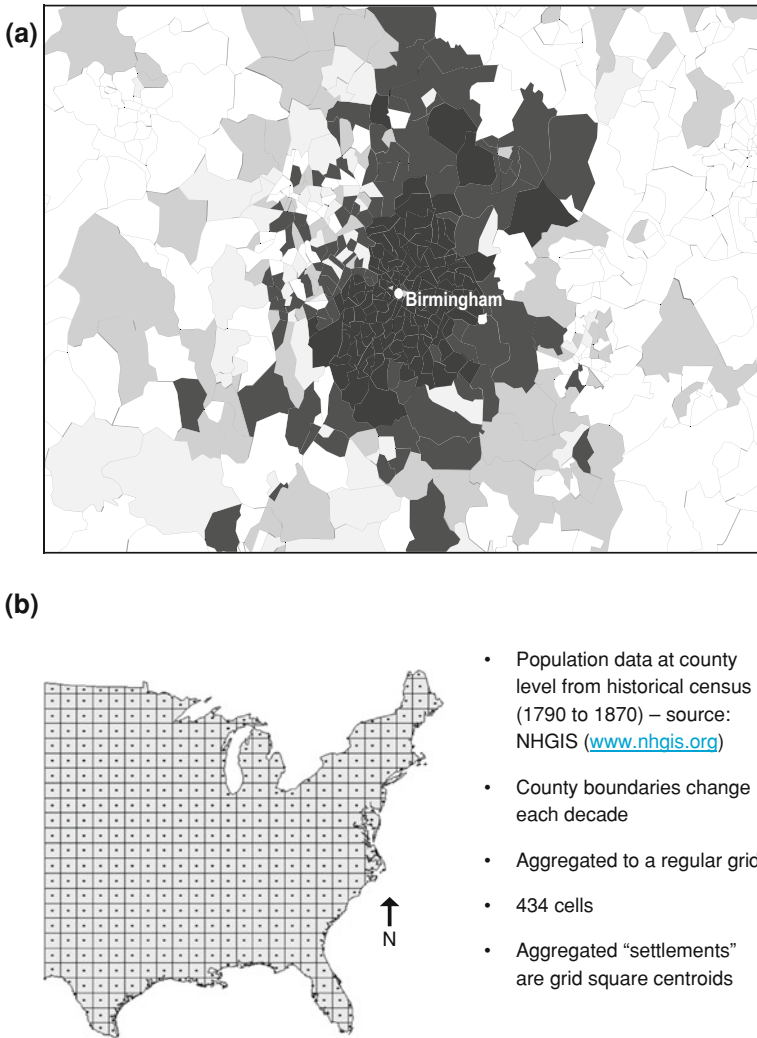 (a)
Birmingham
(b)
• Population data at county
level from historical census
(1790 to 1870) – source:
NHGIS (www.nhgis.org)
• County boundaries change
each decade
• Aggregated to a regular grid
• 434 cells
• Aggregated “settlements”
are grid square centroids
N